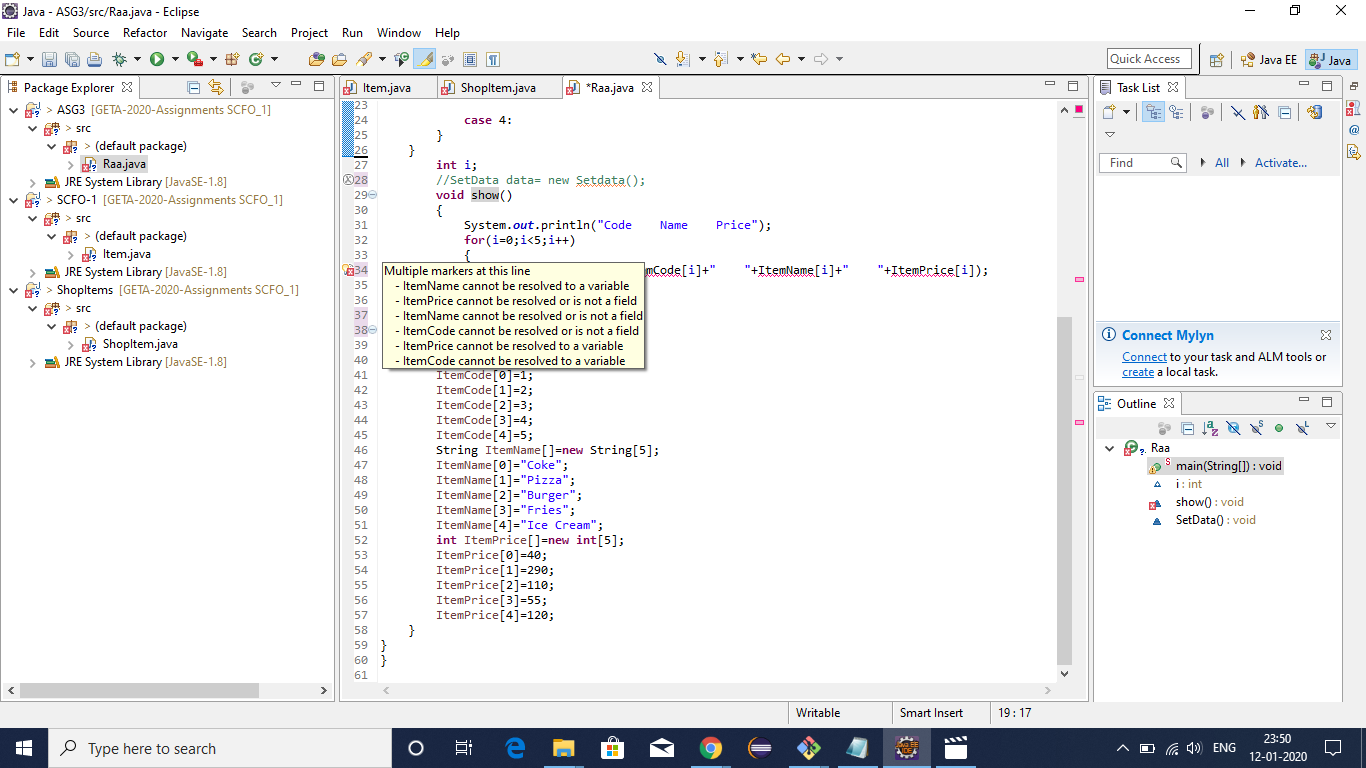 Java - ASG3/src/Raa.java - Eclipse
File Edit Source Refactor Navigate Search Project Run Window Help
Quick Access
Java EE
Java
Package Explorer
> ASG3 [GETA-2020-Assignments SCFO_1]
> src
> (default package)
Raa.java
JRE System Library [JavaSE-1.8]
> SCFO-1 [GETA-2020-Assignments SCFO_1]
> src
> (default package)
Item.java
JRE System Library [JavaSE-1.8]
> ShopItems [GETA-2020-Assignments SCFO_1]
> src
> (default package)
ShopItem.java
JRE System Library [JavaSE-1.8]
Item.java
ShopItem.java
*Raa.java
23
24 case 4:
25 }
26 }
27 int i;
28 //SetData data= new Setdata();
29 void show()
30 {
31 System.out.println("Code    Name    Price");
32 for(i=0;i<5;i++)
33 {
34 mCode[i]+"    "+ItemName[i]+"    "+ItemPrice[i]);
Multiple markers at this line
- ItemName cannot be resolved to a variable
- ItemPrice cannot be resolved or is not a field
- ItemName cannot be resolved or is not a field
- ItemCode cannot be resolved or is not a field
- ItemPrice cannot be resolved to a variable
- ItemCode cannot be resolved to a variable
35
36
37
38
39
40
41 ItemCode[0]=1;
42 ItemCode[1]=2;
43 ItemCode[2]=3;
44 ItemCode[3]=4;
45 ItemCode[4]=5;
46 String ItemName[]=new String[5];
47 ItemName[0]="Coke";
48 ItemName[1]="Pizza";
49 ItemName[2]="Burger";
50 ItemName[3]="Fries";
51 ItemName[4]="Ice Cream";
52 int ItemPrice[]=new int[5];
53 ItemPrice[0]=40;
54 ItemPrice[1]=290;
55 ItemPrice[2]=110;
56 ItemPrice[3]=55;
57 ItemPrice[4]=120;
58 }
59 }
60 }
61
Task List
Find
All
Activate...
Connect Mylyn
Connect to your task and ALM tools or
create a local task.
Outline
Raa
main(String[]) : void
i : int
show() : void
SetData() : void
Writable
Smart Insert
19 : 17
Type here to search
ENG
23:50
12-01-2020